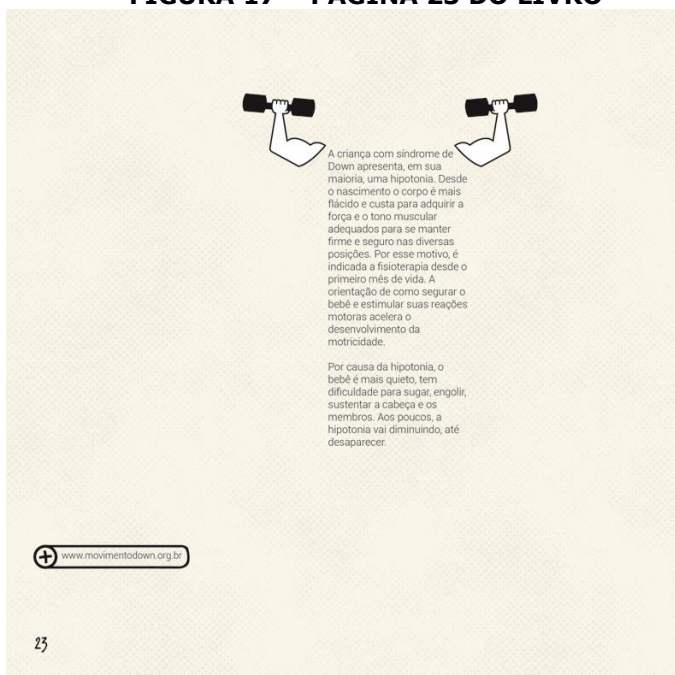 FIGURA 17 – PÁGINA 23 DO LIVRO
A criança com síndrome de
Down apresenta, em sua
maioria, uma hipotonia. Desde
o nascimento o corpo é mais
flácido e custa para adquirir a
força e o tono muscular
adequados para se manter
firme e seguro nas diversas
posições. Por esse motivo, é
indicada a fisioterapia desde o
primeiro mês de vida. A
orientação de como segurar o
bebê e estimular suas reações
motoras acelera o
desenvolvimento da
motricidade.
Por causa da hipotonia, o
bebê é mais quieto, tem
dificuldade para sugar, engolir,
sustentar a cabeça e os
membros. Aos poucos, a
hipotonia vai diminuindo, até
desaparecer.
www.movimentodown.org.br
23